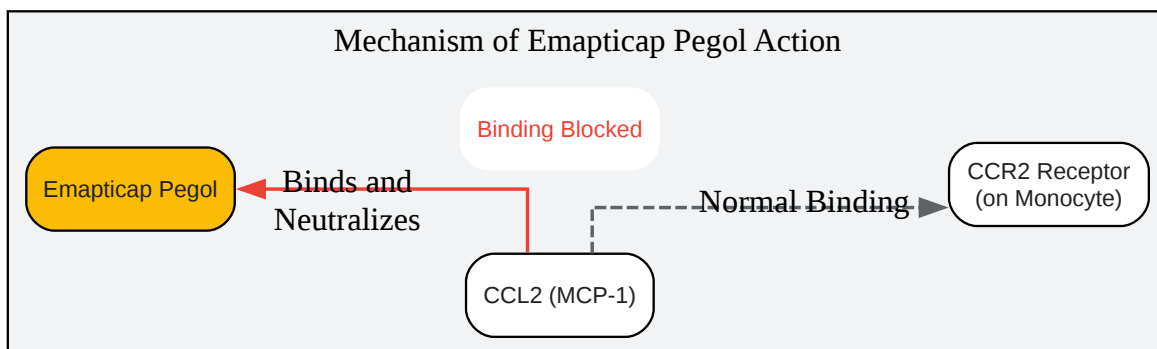 Mechanism of Emapticap Pegol Action
Binding Blocked
Emapticap Pegol
Binds and
Neutralizes
Normal Binding
CCR2 Receptor
(on Monocyte)
CCL2 (MCP-1)